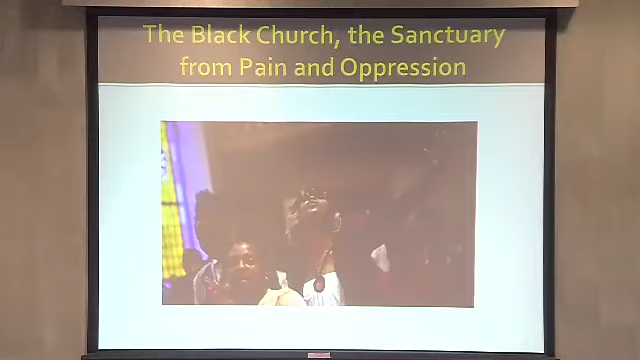 The Black Church, the Sanctuary
from Pain and Oppression